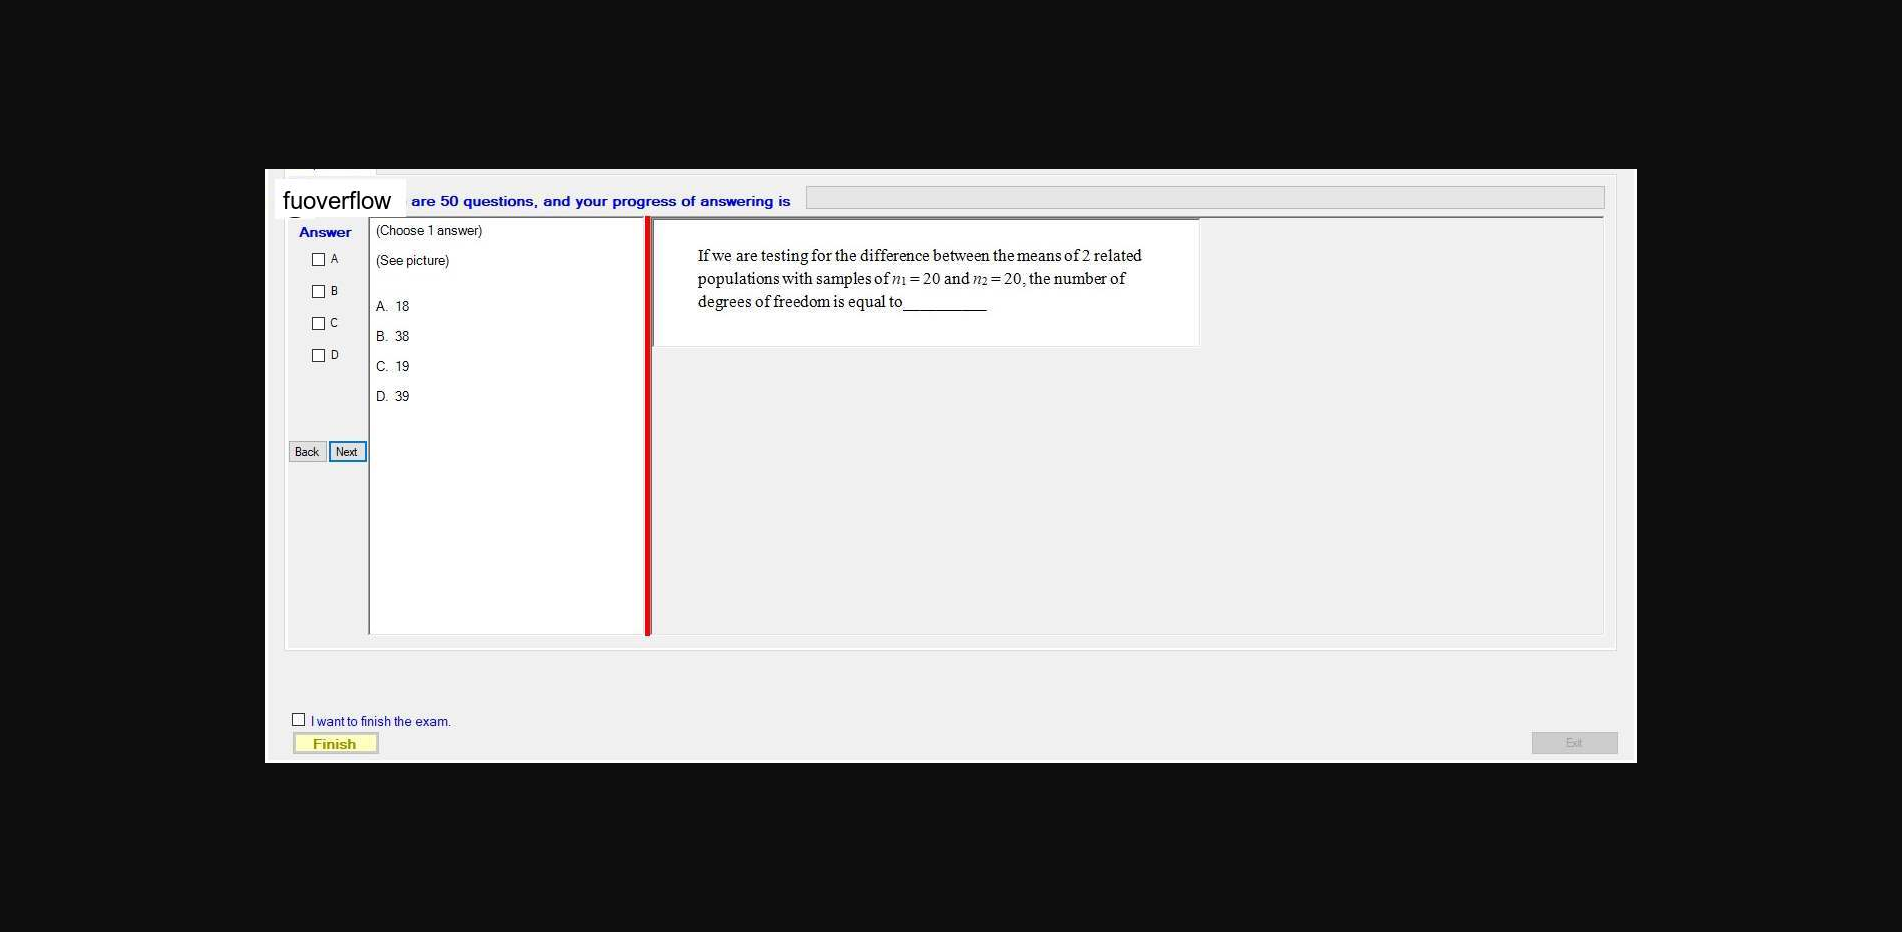 fuoverflow are 50 questions, and your progress of answering is
Answer
A
B
C
D
Back Next
(Choose 1 answer)
(See picture)
A. 18
B. 38
C. 19
D. 39
If we are testing for the difference between the means of 2 related
populations with samples of n1 = 20 and n2 = 20, the number of
degrees of freedom is equal to___________
I want to finish the exam.
Finish
Exit